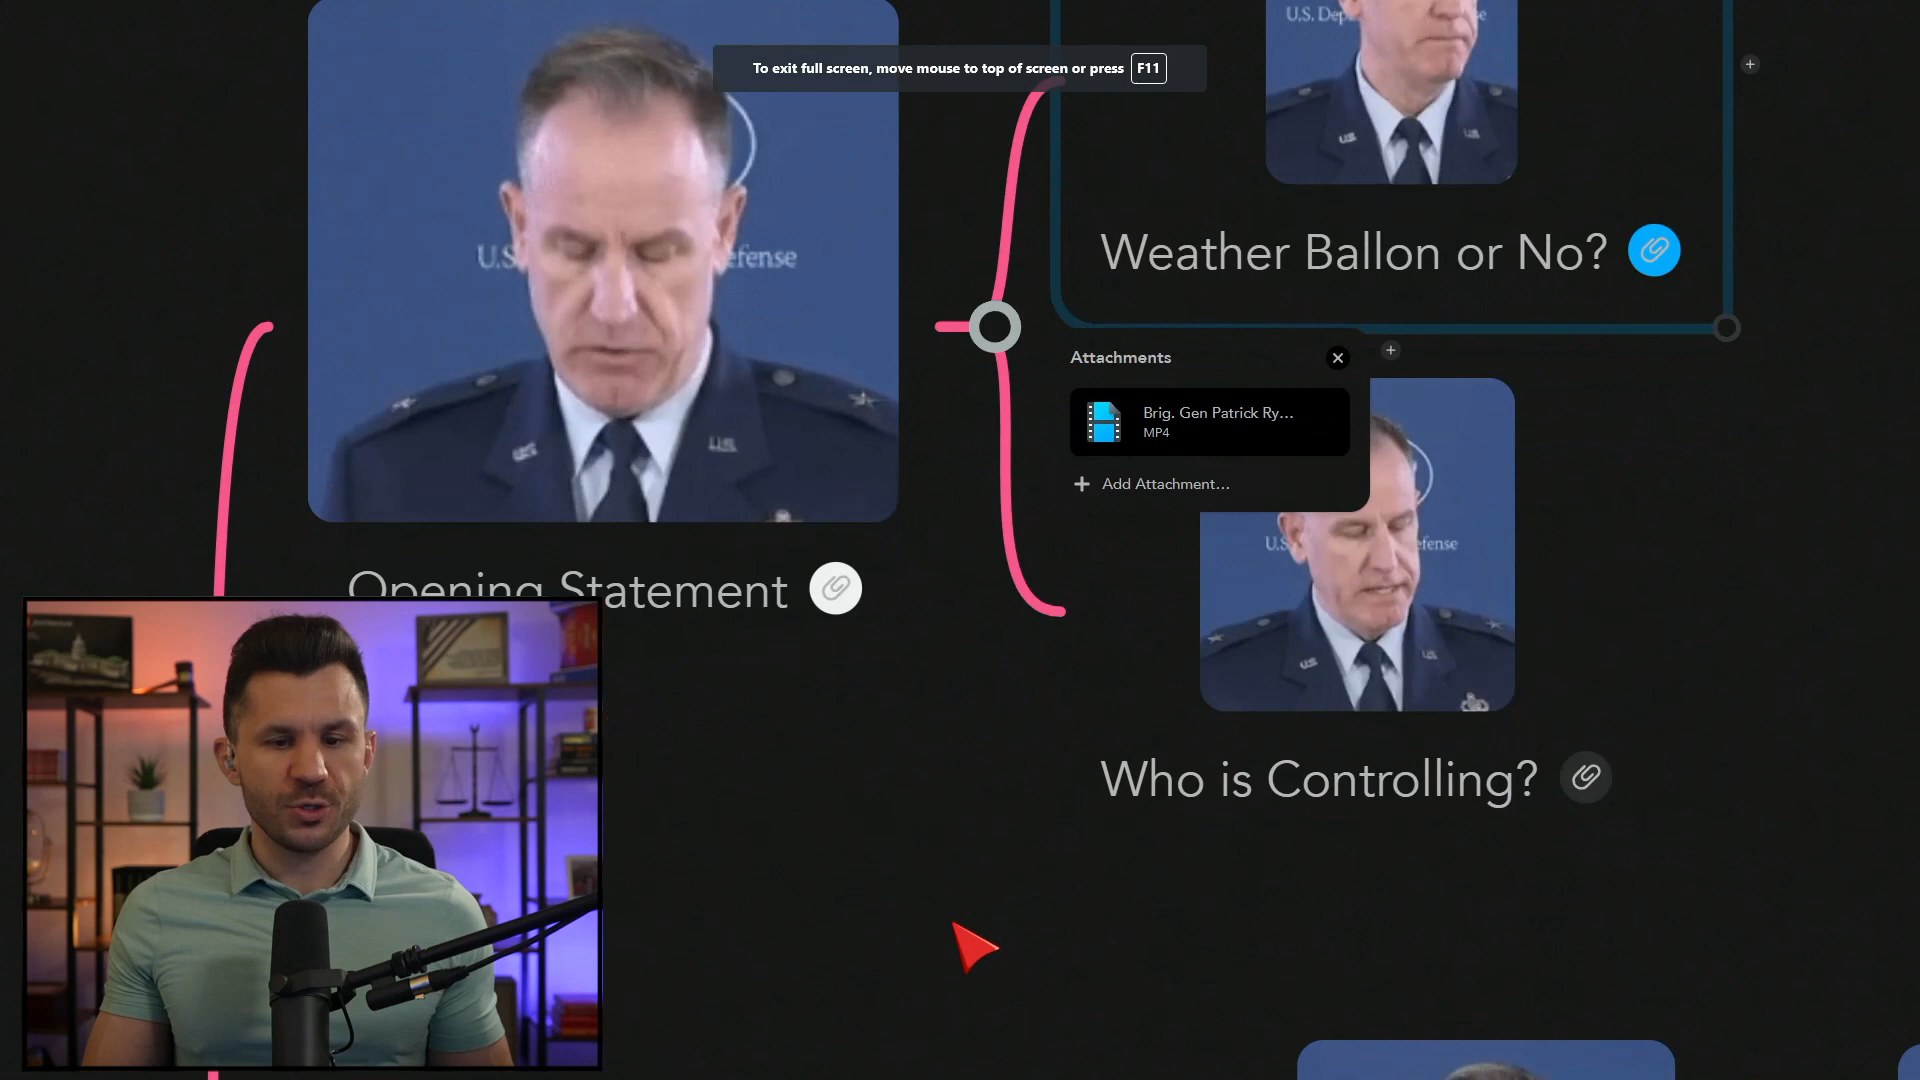 U.S. Dep
To exit full screen, move mouse to top of screen or press F11
Weather Ballon or No?
U.S.
efense
Attachments
Brig. Gen Patrick Ry...
MP4
Add Attachment...
U.S.
efense
Opening Statement
Who is Controlling?